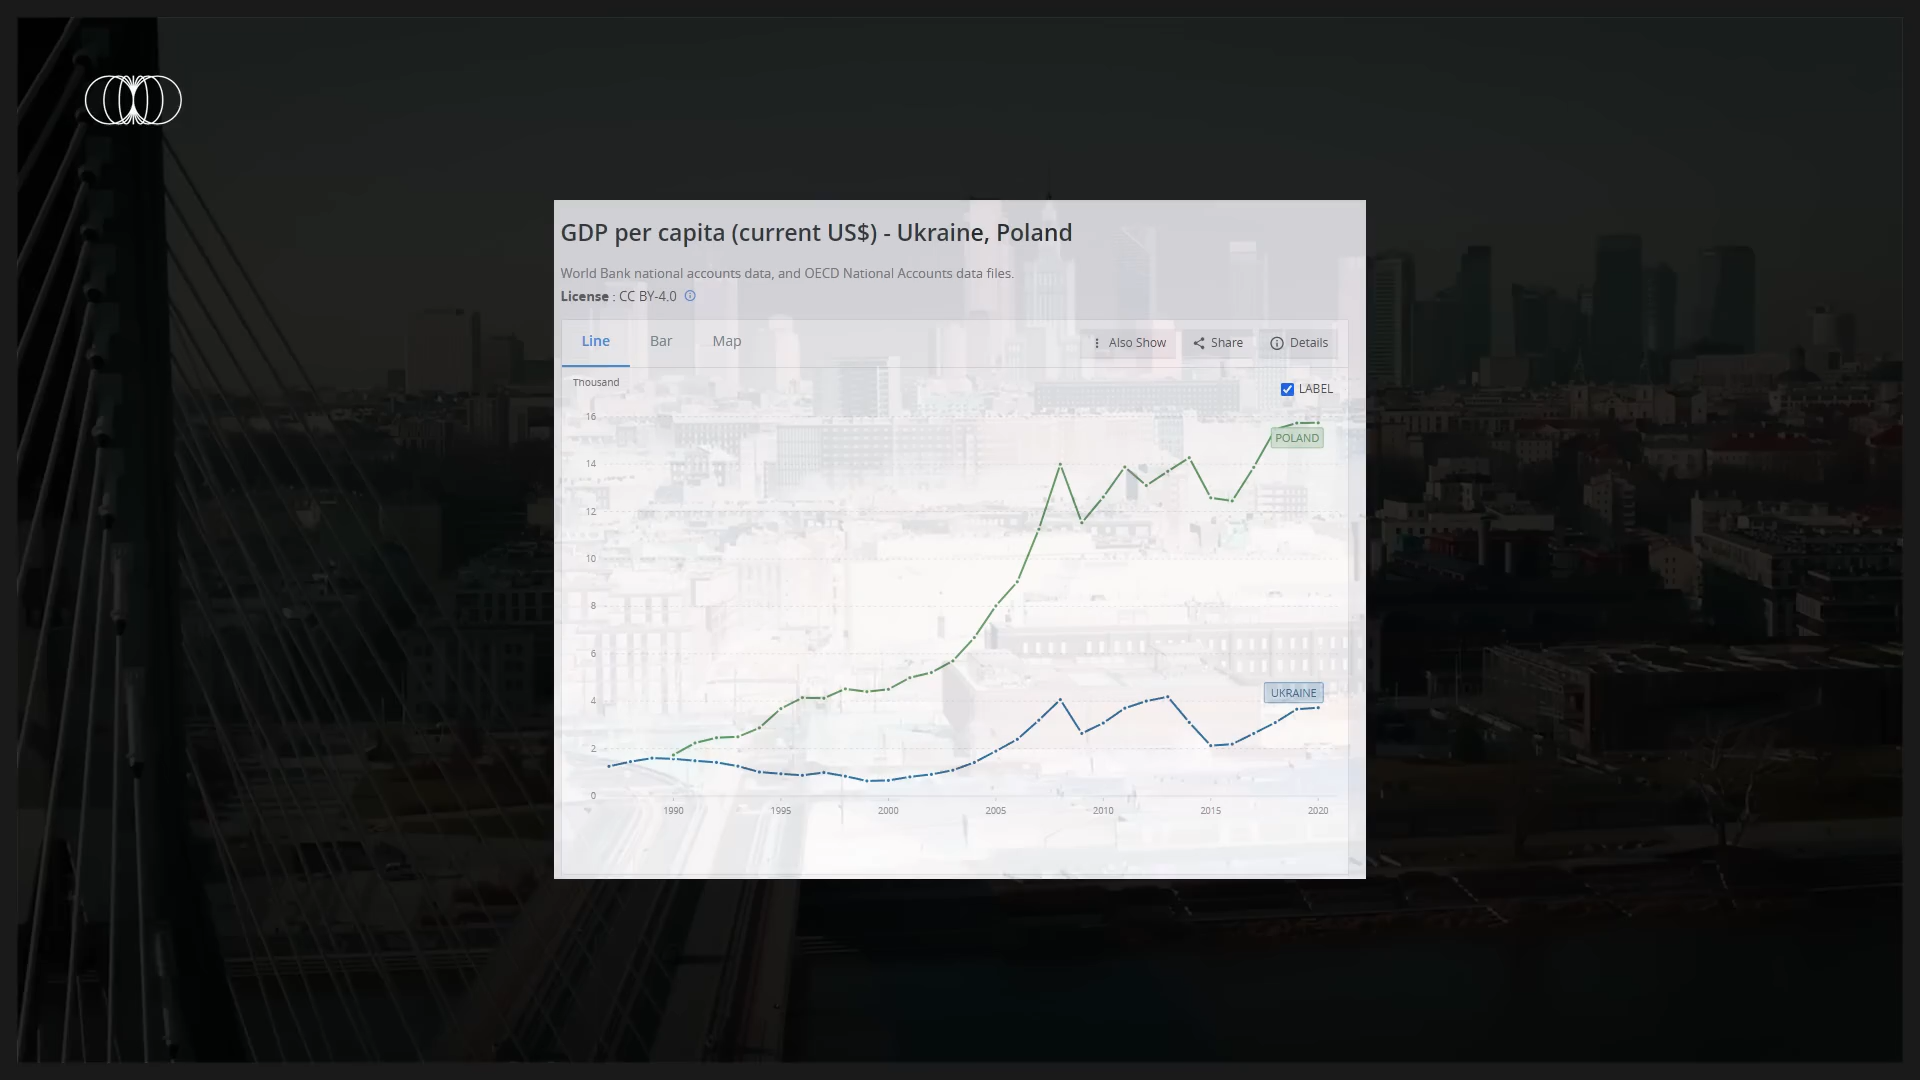 GDP per capita (current US$) - Ukraine, Poland
World Bank national accounts data, and OECD National Accounts data files.
License : CC BY-4.0
Line Bar Map Also Show Share Details
Thousand
LABEL
16
POLAND
14
12
10
8
6
UKRAINE
4
2
0
1990 1995 2000 2005 2010 2015 2020